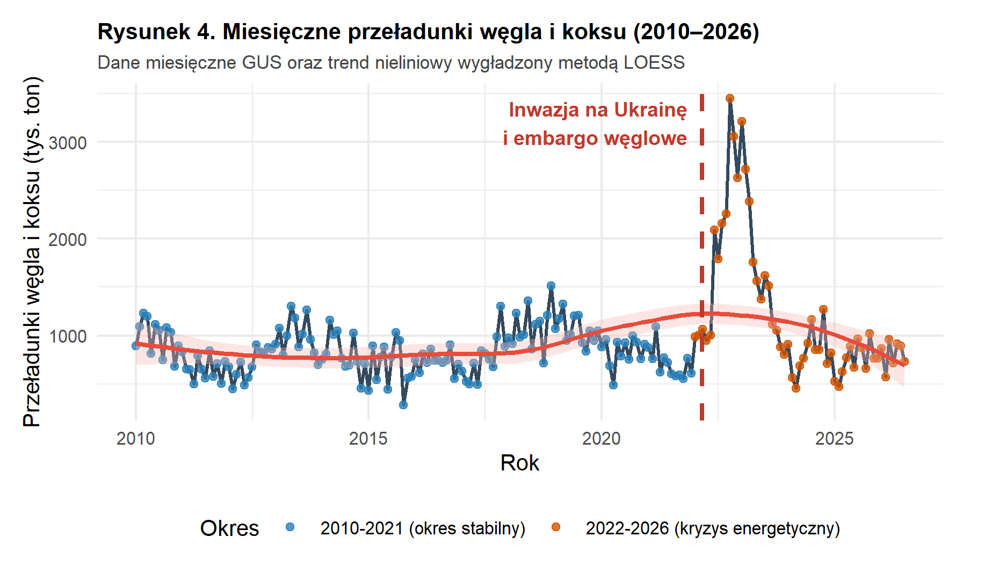 Rysunek 4. Miesięczne przeładunki węgla i koksu (2010–2026)
Dane miesięczne GUS oraz trend nieliniowy wygładzony metodą LOESS
Przeładunki węgla i koksu (tys. ton)
Inwazja na Ukrainę
i embargo węglowe
3000
2000
1000
2010
2015
2020
2025
Rok
Okres
2010-2021 (okres stabilny)
2022-2026 (kryzys energetyczny)